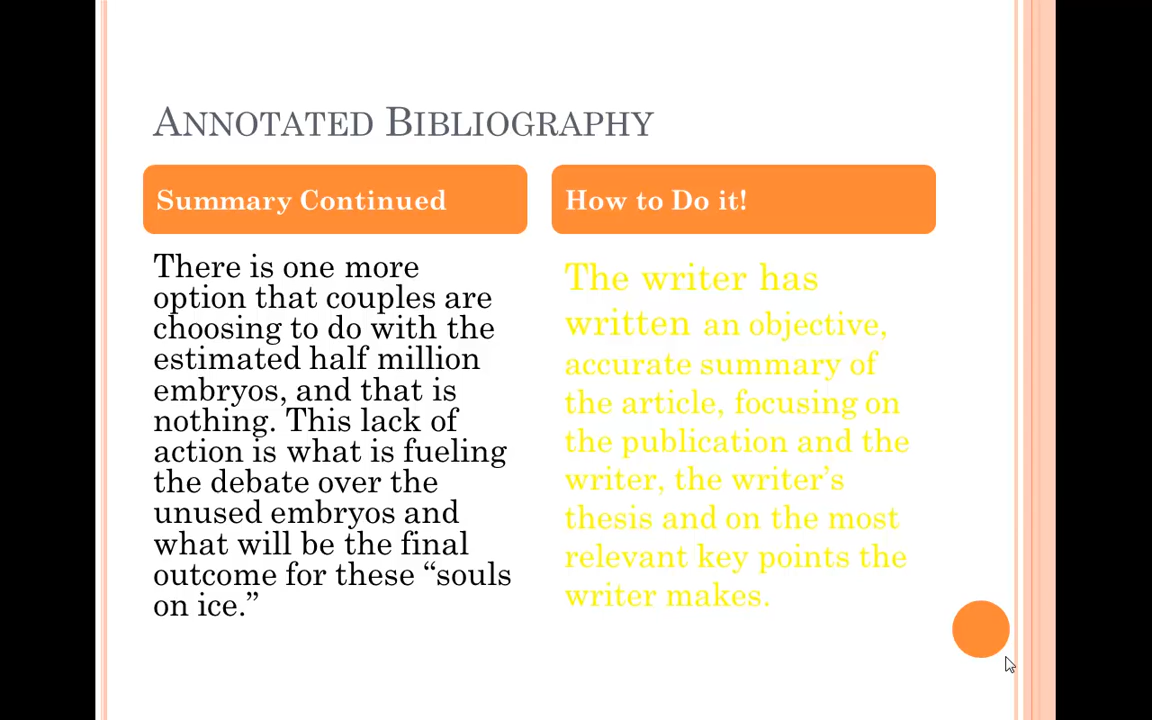 Annotated Bibliography
Summary Continued
There is one more
option that couples are
choosing to do with the
estimated half million
embryos, and that is
nothing. This lack of
action is what is fueling
the debate over the
unused embryos and
what will be the final
outcome for these “souls
on ice.”
How to Do it!
The writer has
written an objective,
accurate summary of
the article, focusing on
the publication and the
writer, the writer’s
thesis and on the most
relevant key points the
writer makes.